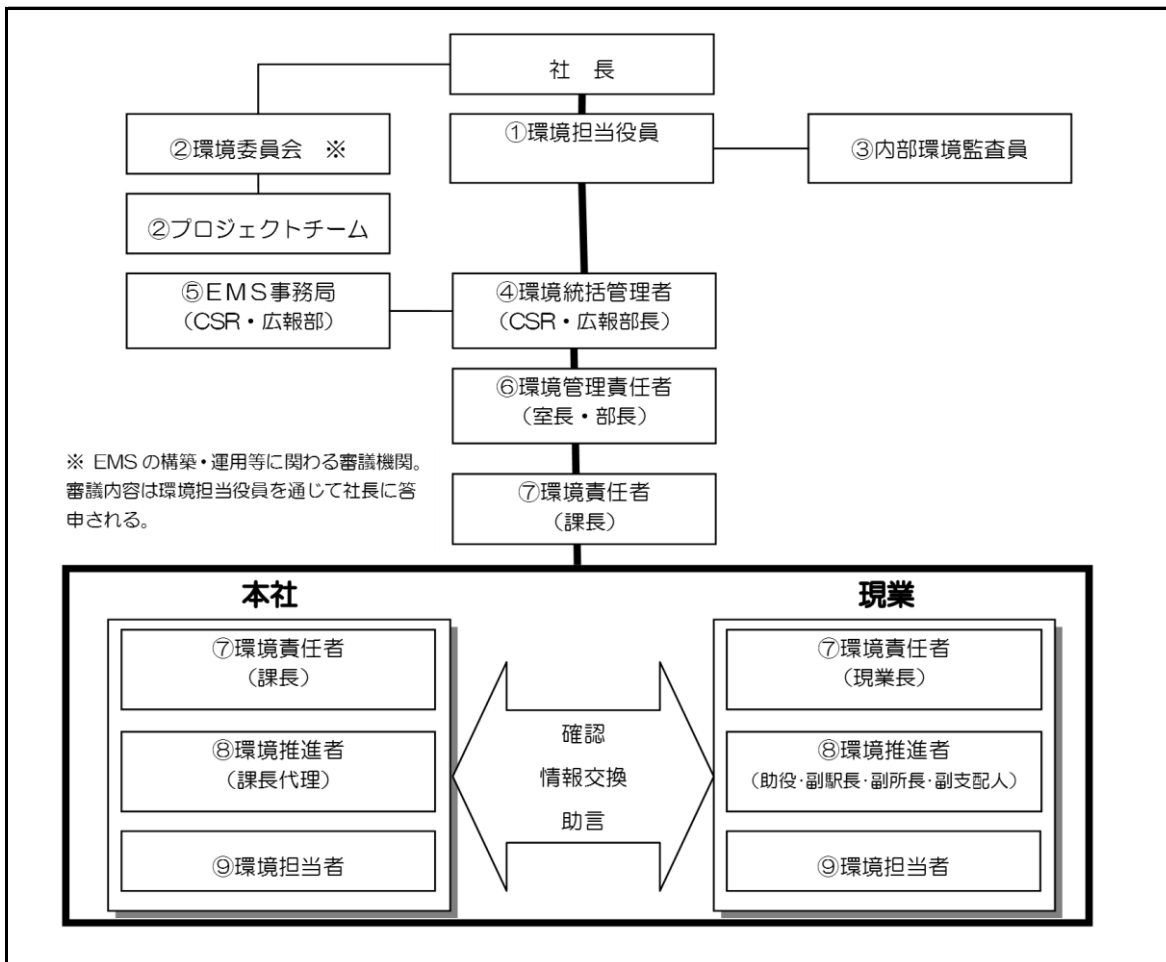 社 長
①環境担当役員
②環境委員会 ※
③内部環境監査員
②プロジェクトチーム
⑤EMS事務局
(CSR・広報部)
④環境統括管理者
(CSR・広報部長)
⑥環境管理責任者
(室長・部長)
※ EMSの構築・運用等に関わる審議機関。
審議内容は環境担当役員を通じて社長に答
申される。
⑦環境責任者
(課長)
本社
現業
⑦環境責任者
(課長)
⑧環境推進者
(課長代理)
⑨環境担当者
確認
情報交換
助言
⑦環境責任者
(現業長)
⑧環境推進者
(助役・副駅長・副所長・副支配人)
⑨環境担当者